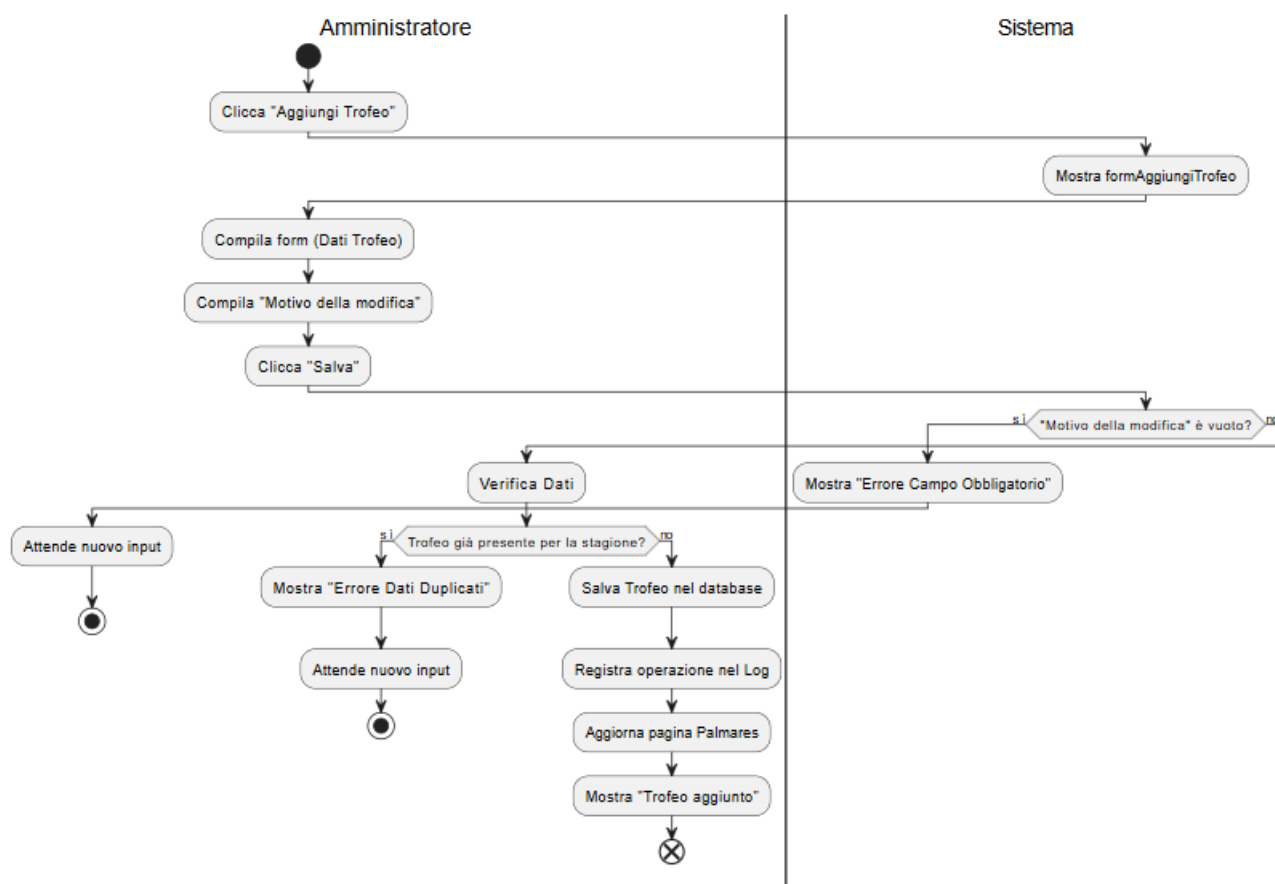 Amministratore
Sistema
Clicca "Aggiungi Trofeo"
Mostra formAggiungiTrofeo
Compila form (Dati Trofeo)
Compila "Motivo della modifica"
Clicca "Salva"
sì
"Motivo della modifica" è vuoto?
no
Verifica Dati
Mostra "Errore Campo Obbligatorio"
Attende nuovo input
sì
Trofeo già presente per la stagione?
no
Mostra "Errore Dati Duplicati"
Salva Trofeo nel database
Attende nuovo input
Registra operazione nel Log
Aggiorna pagina Palmares
Mostra "Trofeo aggiunto"